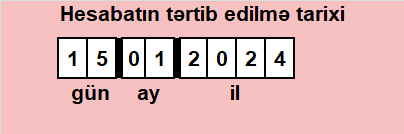 Hesabatın tərtib edilmə tarixi
1 5 0 1 2 0 2 4
gün ay il